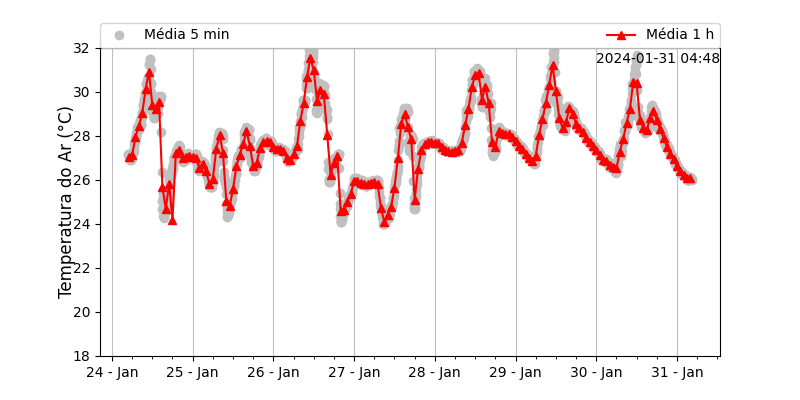 Média 5 min
Média 1 h
2024-01-31 04:48
Temperatura do Ar (°C)
32
30
28
26
24
22
20
18
24 - Jan
25 - Jan
26 - Jan
27 - Jan
28 - Jan
29 - Jan
30 - Jan
31 - Jan